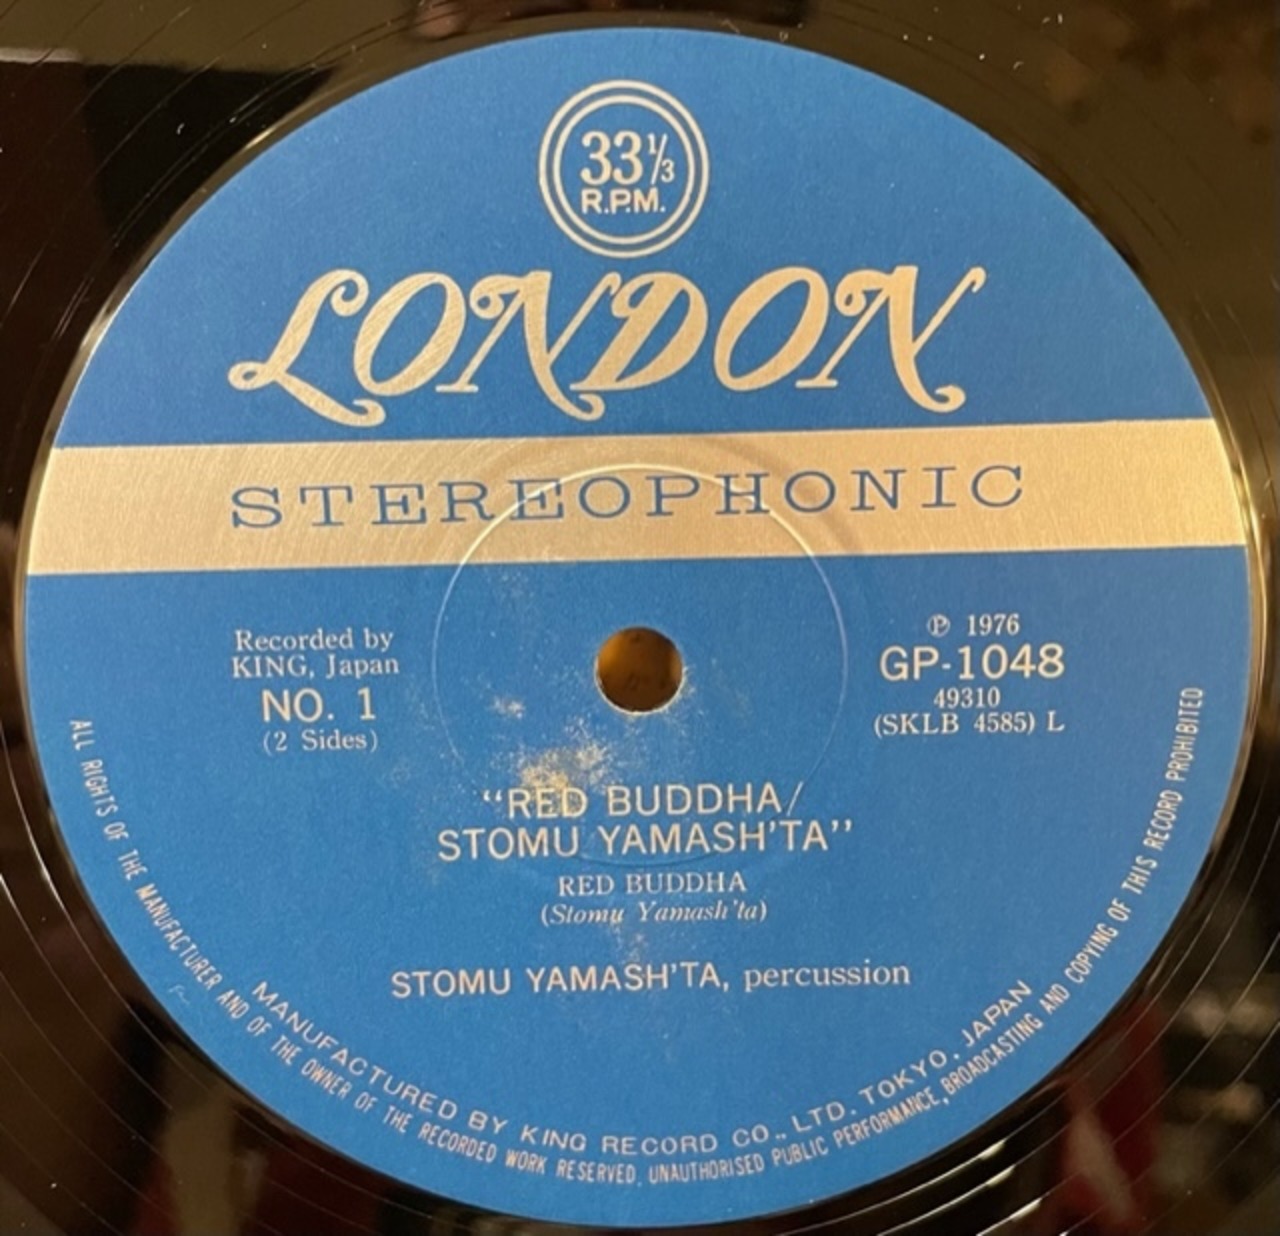 33 1/3
R.P.M.
LONDON
STEREOPHONIC
Recorded by
KING, Japan
NO. 1
(2 Sides)
℗ 1976
GP-1048
49310
(SKLB 4585) L
“RED BUDDHA/
STOMU YAMASH'TA”
RED BUDDHA
(Stomu Yamash'ta)
STOMU YAMASH'TA, percussion
MANUFACTURED BY KING RECORD CO., LTD. TOKYO. JAPAN
ALL RIGHTS OF THE MANUFACTURER AND OF THE OWNER OF THE RECORDED WORK RESERVED. UNAUTHORISED PUBLIC PERFORMANCE, BROADCASTING AND COPYING OF THIS RECORD PROHIBITED